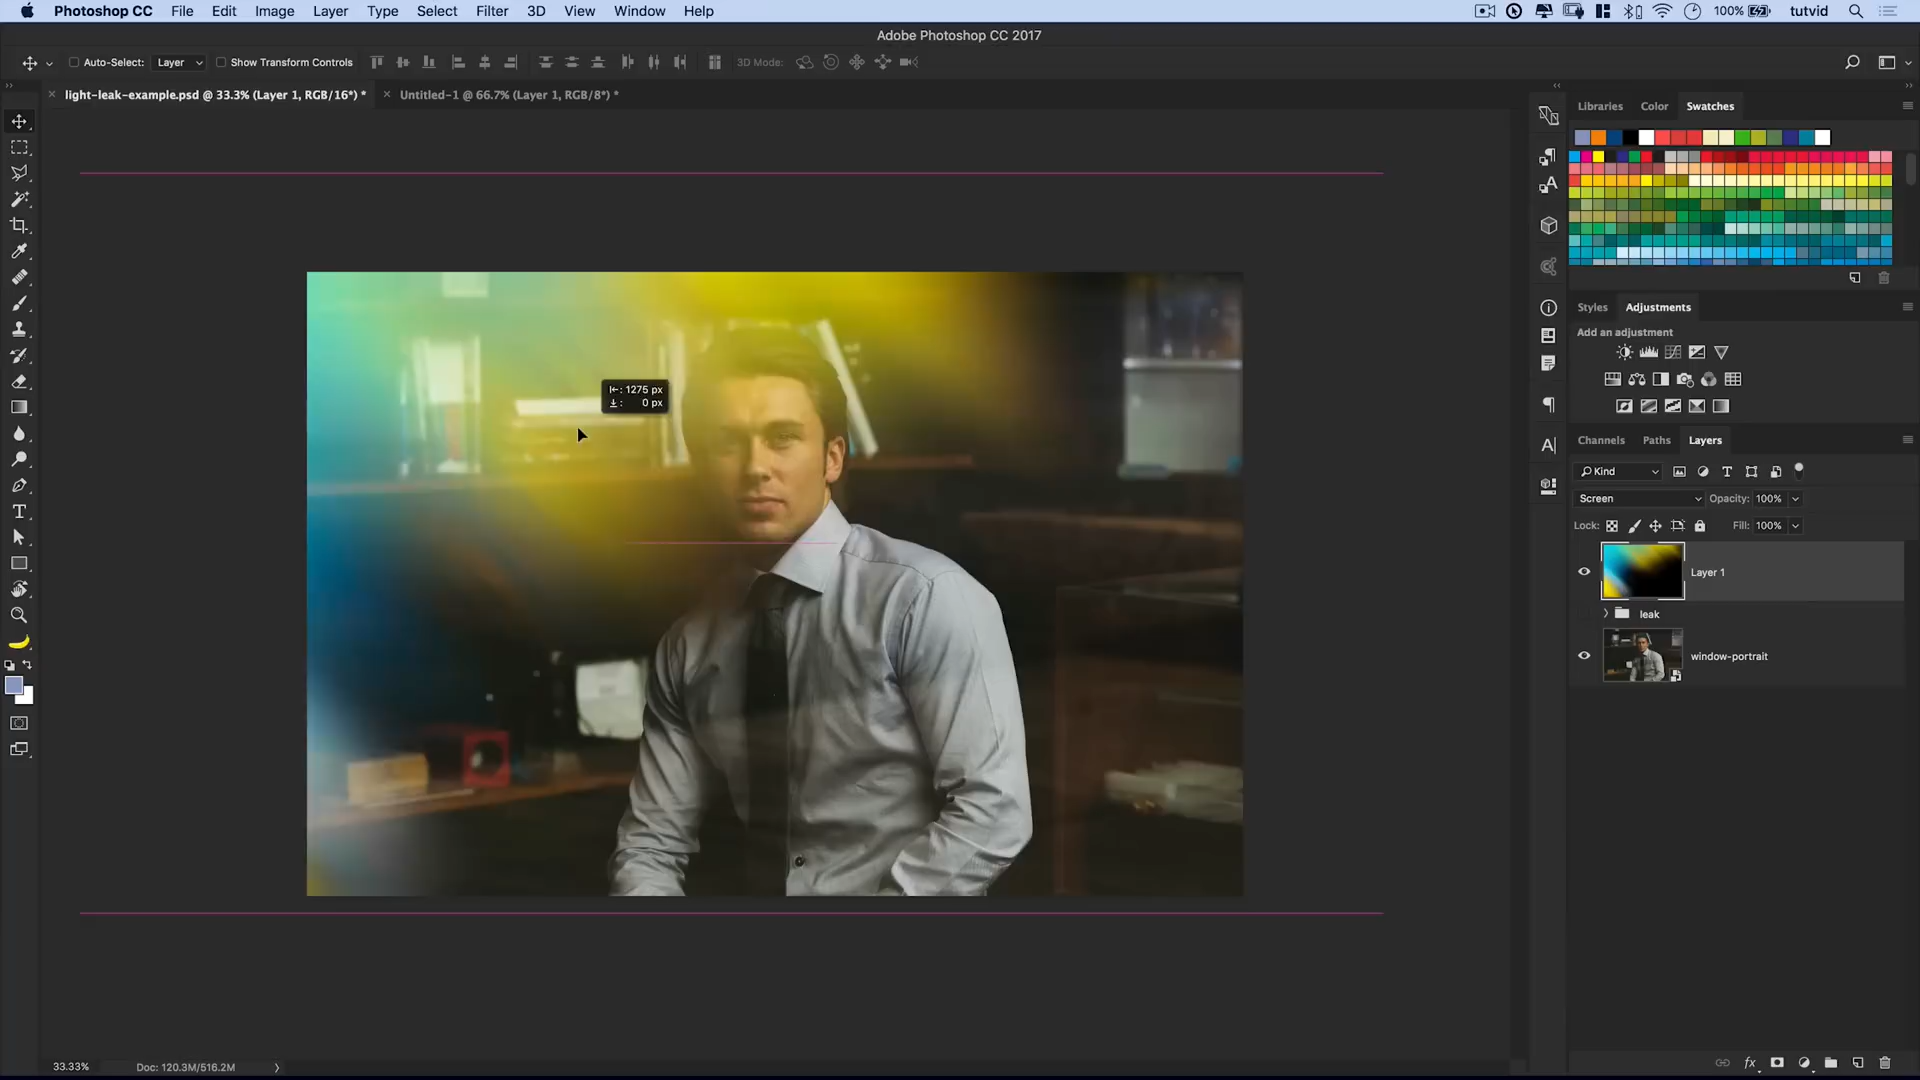 Photoshop CC File Edit Image Layer Type Select Filter 3D View Window Help 100% tutvid
Adobe Photoshop CC 2017
Auto-Select: Layer Show Transform Controls 3D Mode:
light-leak-example.psd @ 33.3% (Layer 1, RGB/16*) * Untitled-1 @ 66.7% (Layer 1, RGB/8*) *
Libraries Color Swatches
Styles Adjustments
Add an adjustment
: 1275 px
: 0 px
Channels Paths Layers
Kind
Screen Opacity: 100%
Lock: Fill: 100%
Layer 1
leak
window-portrait
33.33% Doc: 120.3M/516.2M